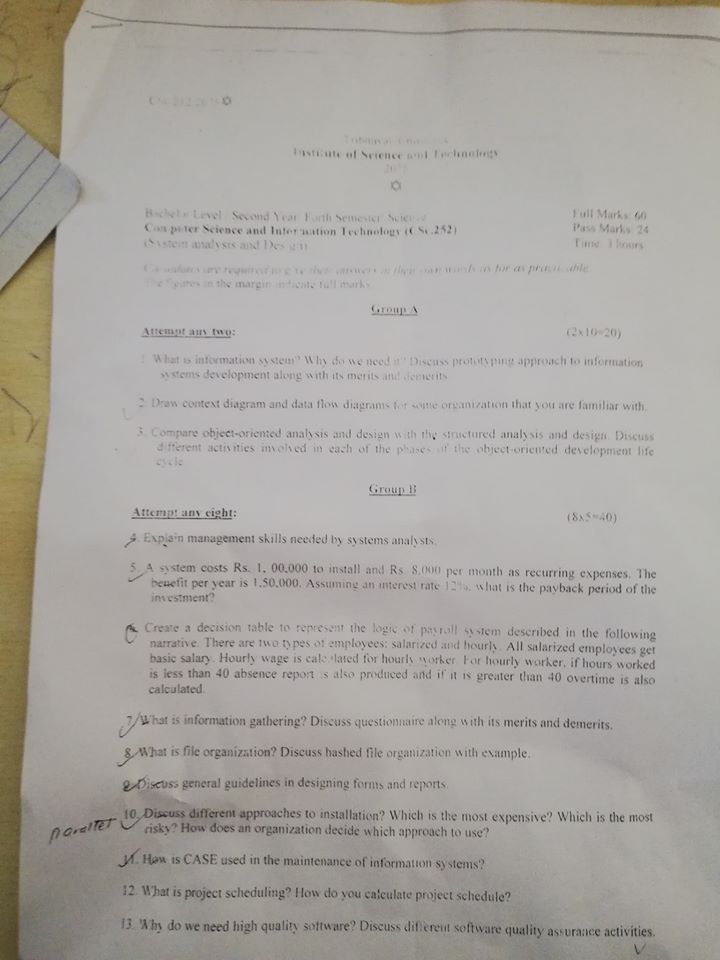 Institute of Science and Technology
Bachelor Level / Second Year / Forth Semester/ Science
Full Marks: 60
Computer Science and Information Technology (CSc.252)
Pass Marks: 24
(System analysis and Design)
Time: 3 hours
Candidates are required to give their answers in their own words as for as practicable.
The figures in the margin indicate full marks.
Group A
Attempt any two:
(2x10=20)
1. What is information system? Why do we need it? Discuss prototyping approach to information
systems development along with its merits and demerits.
2. Draw context diagram and data flow diagrams for some organization that you are familiar with.
3. Compare object-oriented analysis and design with the structured analysis and design. Discuss
different activities involved in each of the phases of the object-oriented development life
cycle.
Group B
Attempt any eight:
(8x5=40)
4. Explain management skills needed by systems analysts.
5. A system costs Rs. 1, 00,000 to install and Rs. 8,000 per month as recurring expenses. The
benefit per year is 1,50,000. Assuming an interest rate 12%, what is the payback period of the
investment?
Create a decision table to represent the logic of payroll system described in the following
narrative. There are two types of employees: salarized and hourly. All salarized employees get
basic salary. Hourly wage is calculated for hourly worker. For hourly worker, if hours worked
is less than 40 absence report is also produced and if it is greater than 40 overtime is also
calculated.
7. What is information gathering? Discuss questionnaire along with its merits and demerits.
8. What is file organization? Discuss hashed file organization with example.
9. Discuss general guidelines in designing forms and reports.
10. Discuss different approaches to installation? Which is the most expensive? Which is the most
risky? How does an organization decide which approach to use?
11. How is CASE used in the maintenance of information systems?
12. What is project scheduling? How do you calculate project schedule?
13. Why do we need high quality software? Discuss different software quality assurance activities.